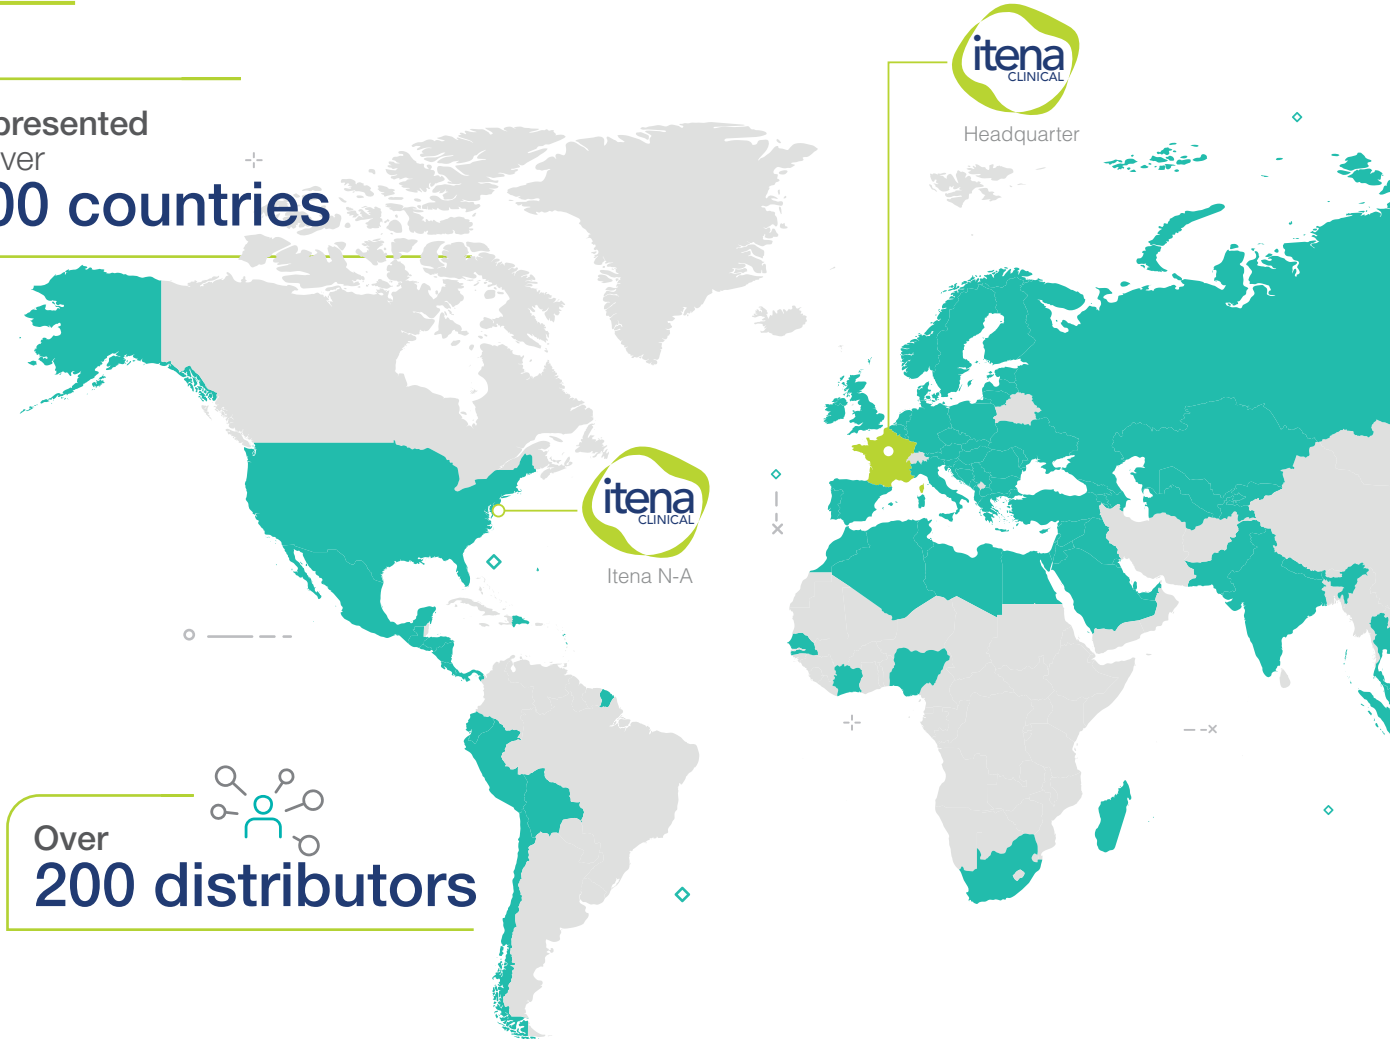 presented
ver
00 countries
itena
CLINICAL
Headquarter
itena
CLINICAL
Itena N-A
Over
200 distributors